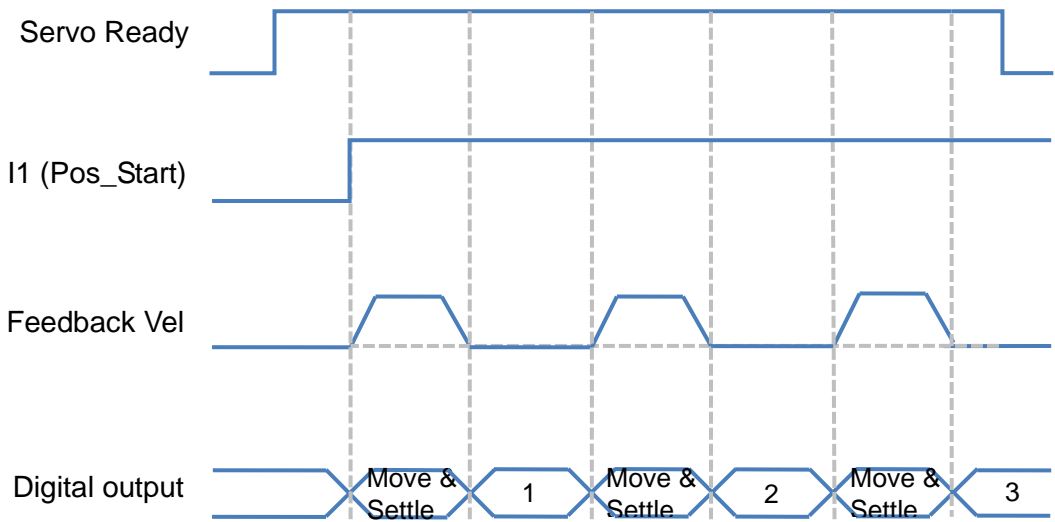 Servo Ready
I1 (Pos_Start)
Feedback Vel
Digital output
Move &
Settle
1
Move &
Settle
2
Move &
Settle
3